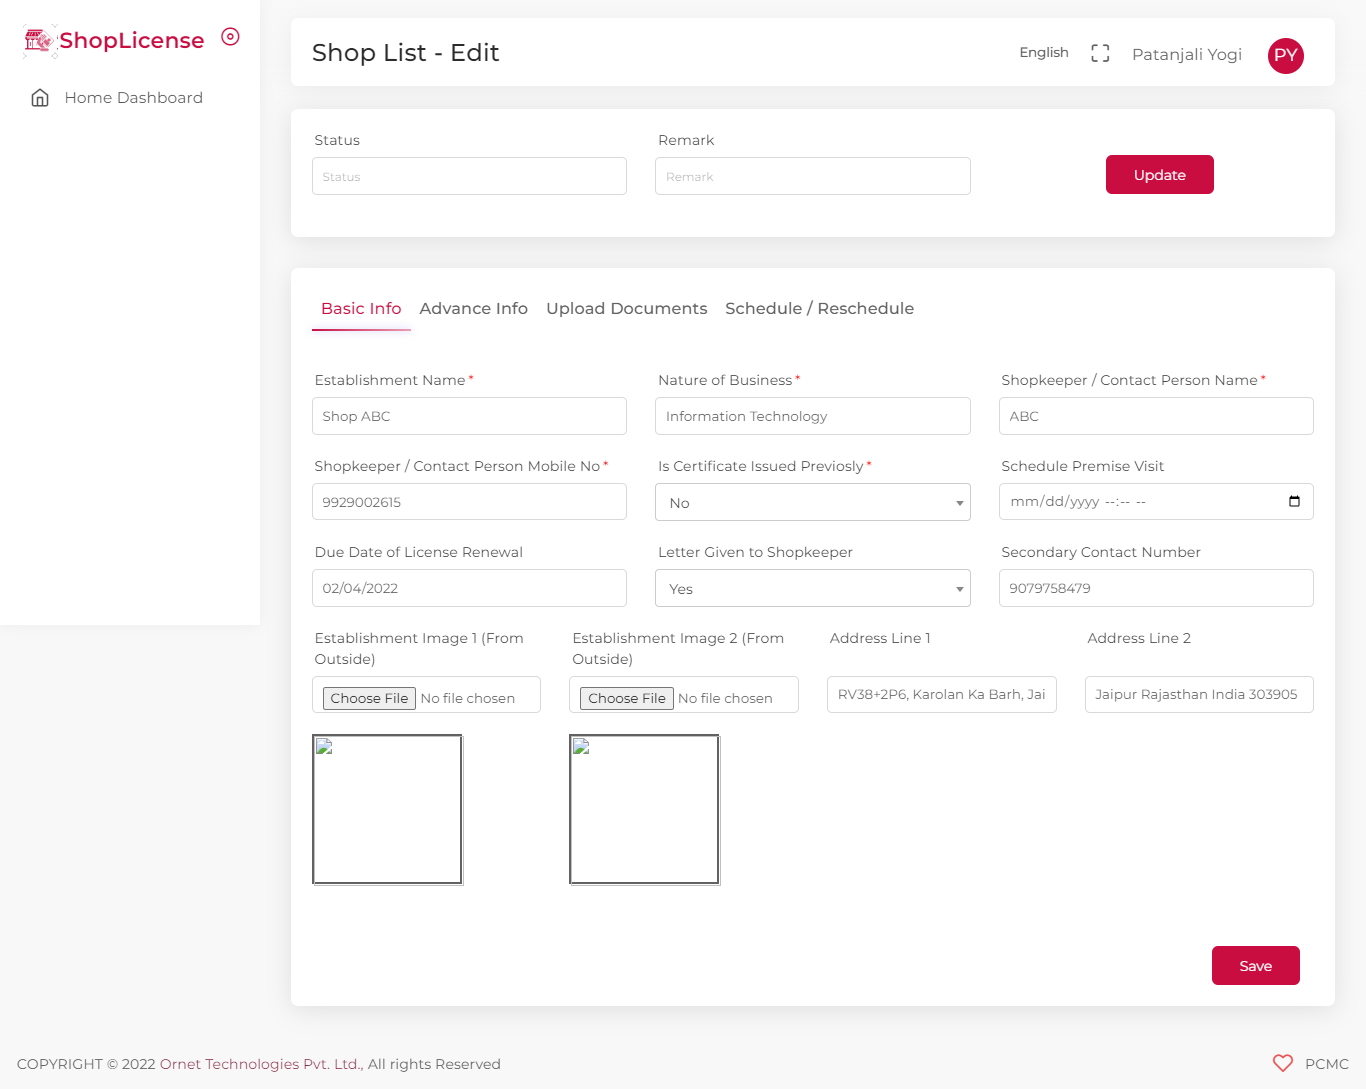 ShopLicense
Home Dashboard
Shop List - Edit
English
Patanjali Yogi
PY
Status
Remark
Status
Remark
Update
Basic Info
Advance Info
Upload Documents
Schedule / Reschedule
Establishment Name *
Nature of Business *
Shopkeeper / Contact Person Name *
Shop ABC
Information Technology
ABC
Shopkeeper / Contact Person Mobile No *
Is Certificate Issued Previosly *
Schedule Premise Visit
9929002615
No
mm/dd/yyyy --:-- --
Due Date of License Renewal
Letter Given to Shopkeeper
Secondary Contact Number
02/04/2022
Yes
9079758479
Establishment Image 1 (From
Outside)
Establishment Image 2 (From
Outside)
Address Line 1
Address Line 2
Choose File No file chosen
Choose File No file chosen
RV38+2P6, Karolan Ka Barh, Jai
Jaipur Rajasthan India 303905
Save
COPYRIGHT © 2022 Ornet Technologies Pvt. Ltd., All rights Reserved
PCMC